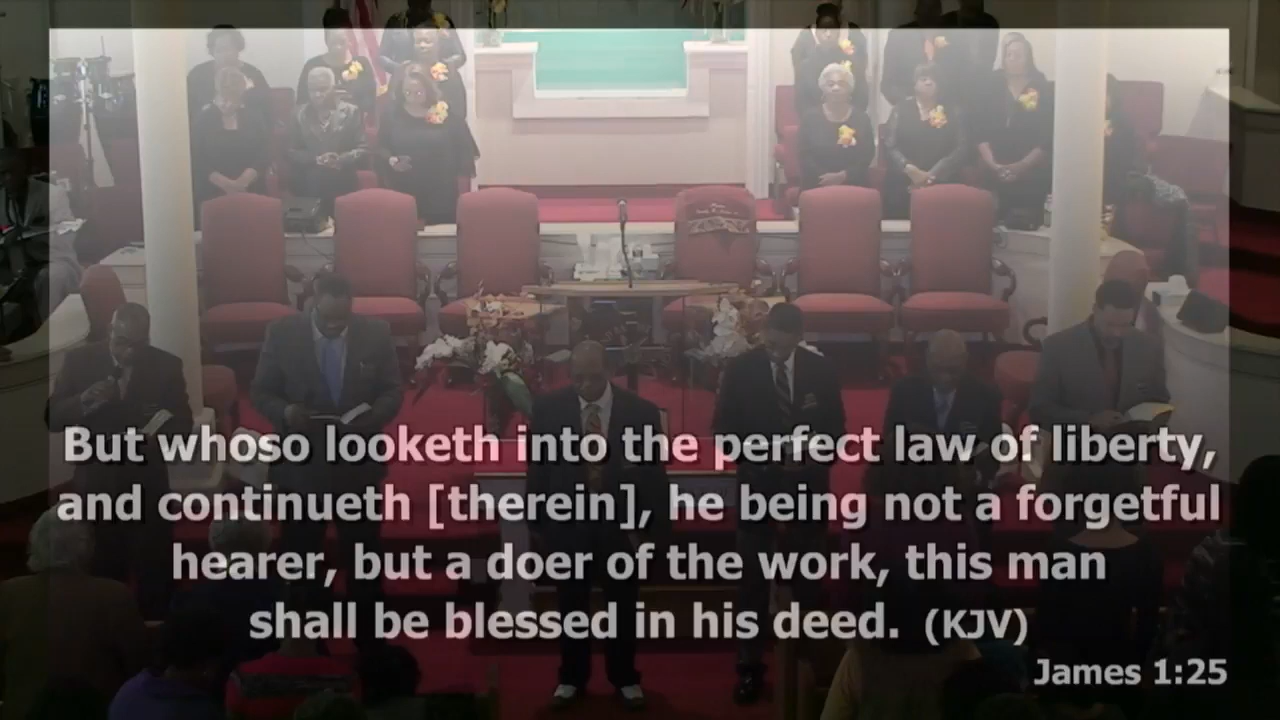 But whoso looketh into the perfect law of liberty,
and continueth [therein], he being not a forgetful
hearer, but a doer of the work, this man
shall be blessed in his deed. (KJV)
James 1:25